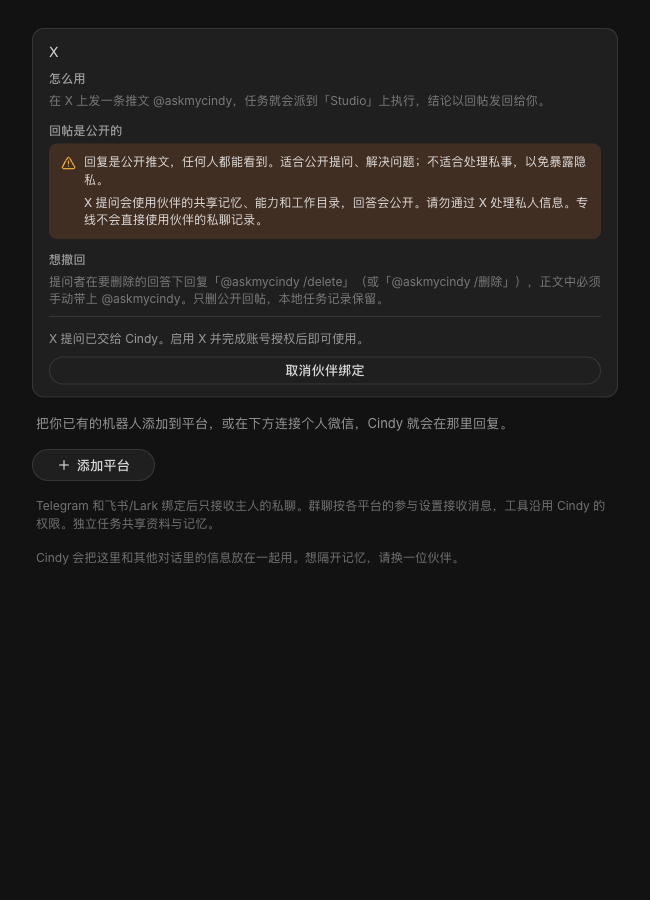 X
怎么用
在 X 上发一条推文 @askmycindy，任务就会派到「Studio」上执行，结论以回帖发回给你。
回帖是公开的
回复是公开推文，任何人都能看到。适合公开提问、解决问题；不适合处理私事，以免暴露隐
私。
X 提问会使用伙伴的共享记忆、能力和工作目录，回答会公开。请勿通过 X 处理私人信息。专
线不会直接使用伙伴的私聊记录。
想撤回
提问者在要删除的回答下回复「@askmycindy /delete」（或「@askmycindy /删除」），正文中必须
手动带上 @askmycindy。只删公开回帖，本地任务记录保留。
X 提问已交给 Cindy。启用 X 并完成账号授权后即可使用。
取消伙伴绑定
把你已有的机器人添加到平台，或在下方连接个人微信，Cindy 就会在那里回复。
+ 添加平台
Telegram 和飞书/Lark 绑定后只接收主人的私聊。群聊按各平台的参与设置接收消息，工具沿用 Cindy 的
权限。独立任务共享资料与记忆。
Cindy 会把这里和其他对话里的信息放在一起用。想隔开记忆，请换一位伙伴。